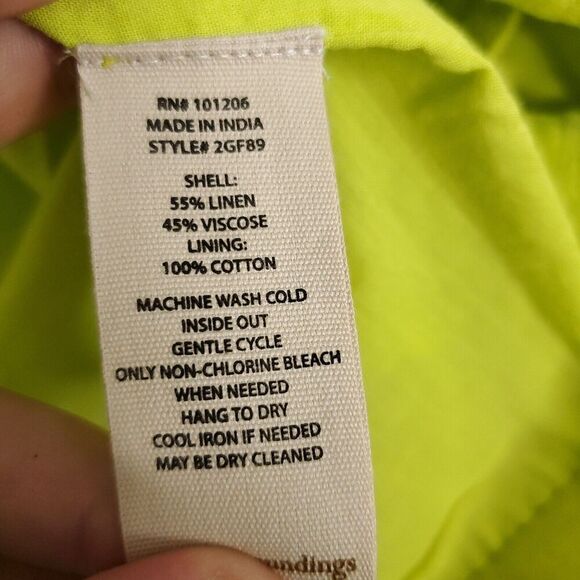 RN# 101206
MADE IN INDIA
STYLE# 2GF89
SHELL:
55% LINEN
45% VISCOSE
LINING:
100% COTTON
MACHINE WASH COLD
INSIDE OUT
GENTLE CYCLE
ONLY NON-CHLORINE BLEACH
WHEN NEEDED
HANG TO DRY
COOL IRON IF NEEDED
MAY BE DRY CLEANED